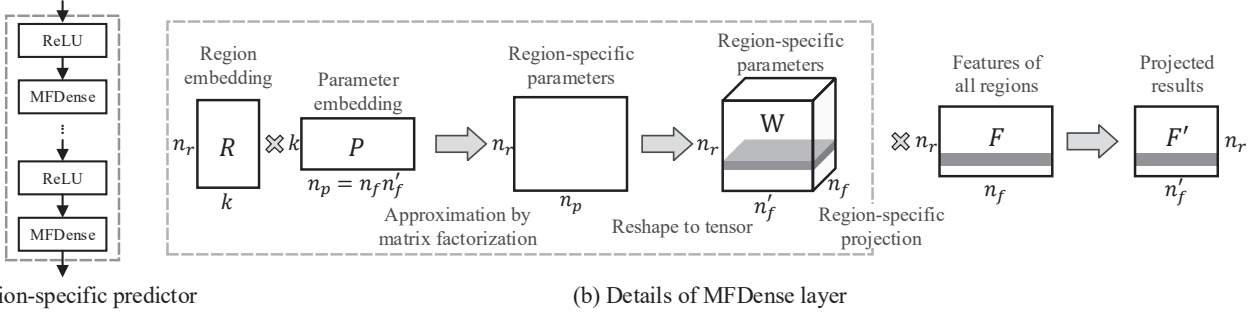 ReLU
MFDense
ReLU
MFDense
Region
embedding
n_r
R
k
Parameter
embedding
k
P
n_p = n_f n'_f
Approximation by
matrix factorization
Region-specific
parameters
n_r
n_p
Reshape to tensor
Region-specific
parameters
n_r
W
n'_f
n_f
Region-specific
projection
Features of
all regions
n_r
F
n_f
Projected
results
F'
n_r
n'_f
ion-specific predictor
(b) Details of MFDense layer